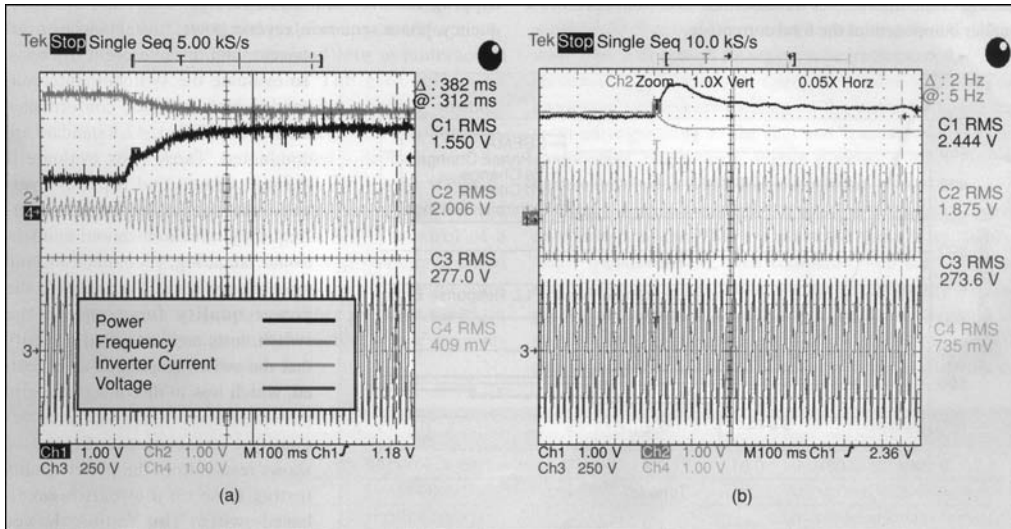 Tek Stop Single Seq 5.00 kS/s
T
Δ : 382 ms
@: 312 ms
C1 RMS
1.550 V
2
C2 RMS
2.006 V
4
C3 RMS
277.0 V
Power
Frequency
Inverter Current
Voltage
C4 RMS
409 mV
3
Ch1 1.00 V Ch2 1.00 V M100 ms Ch1 1.18 V
Ch3 250 V Ch4 1.00 V
(a)
Tek Stop Single Seq 10.0 kS/s
T
Ch2 Zoom 1.0X Vert 0.05X Horz
Δ : 2 Hz
@: 5 Hz
C1 RMS
2.444 V
C2 RMS
1.875 V
C3 RMS
273.6 V
C4 RMS
735 mV
3
Ch1 1.00 V Ch2 1.00 V M100 ms Ch1 2.36 V
Ch3 250 V Ch4 1.00 V
(b)